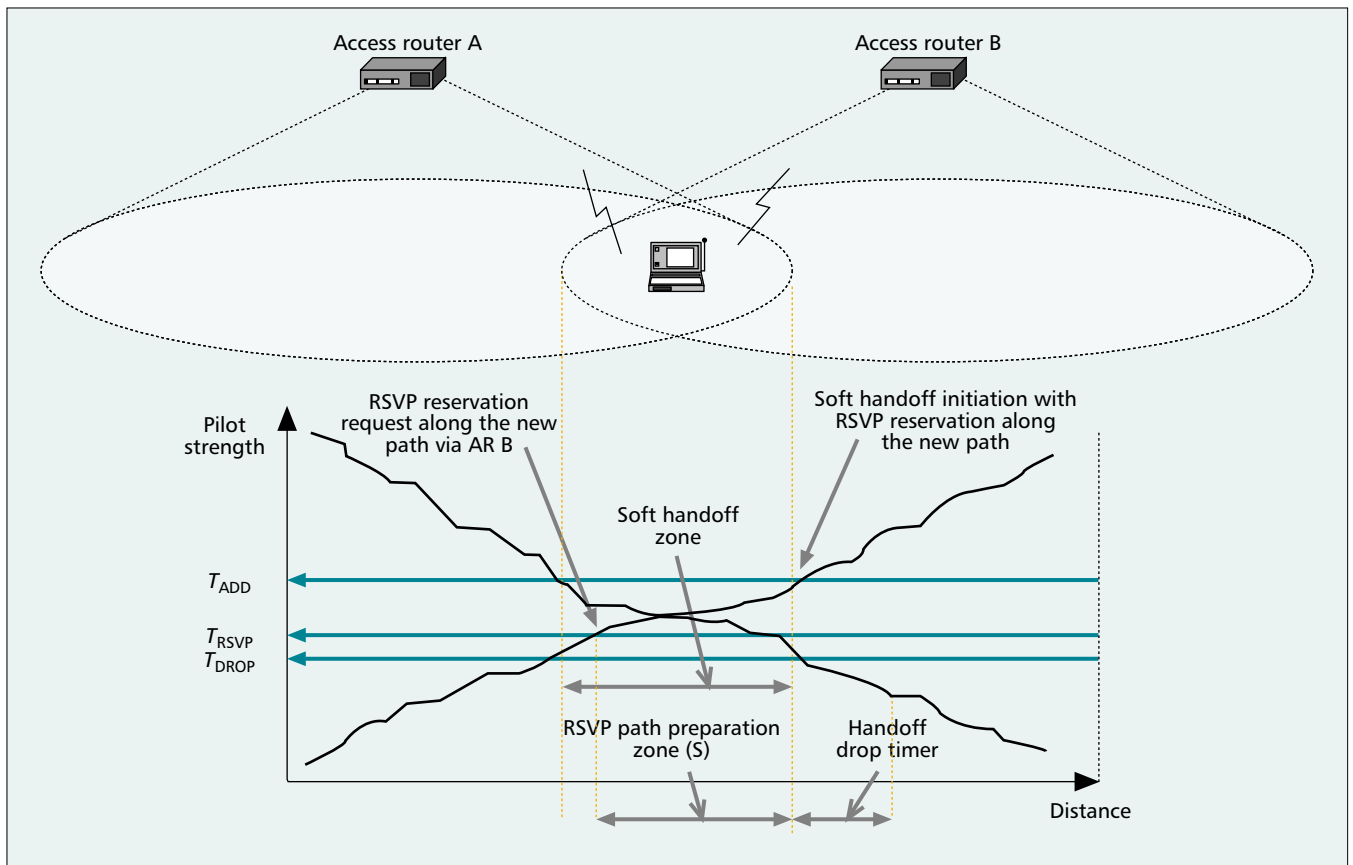 Access router A
Access router B
RSVP reservation
request along the new
path via AR B
Soft handoff initiation with
RSVP reservation along
the new path
Pilot
strength
Soft handoff
zone
TADD
TRSVP
TDROP
RSVP path preparation
zone (S)
Handoff
drop timer
Distance